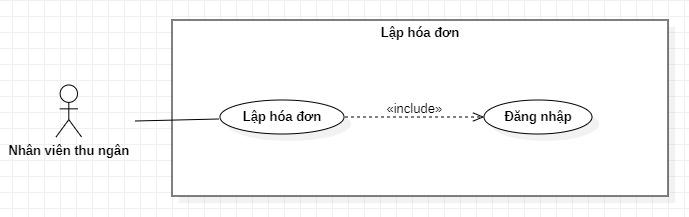 Lập hóa đơn
Lập hóa đơn
«include»
Đăng nhập
Nhân viên thu ngân